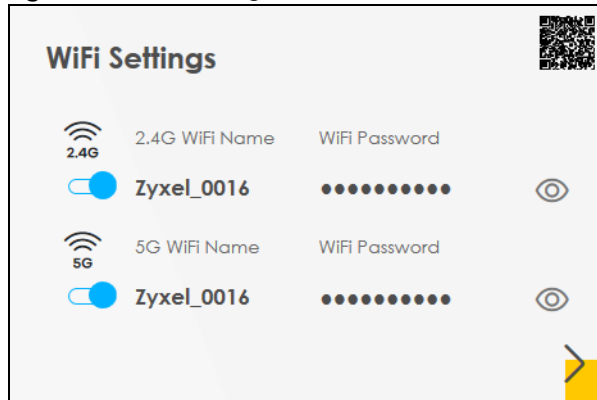 WiFi Settings
2.4G WiFi Name WiFi Password
2.4G
Zyxel_0016 ●●●●●●●●●●
5G WiFi Name WiFi Password
5G
Zyxel_0016 ●●●●●●●●●●